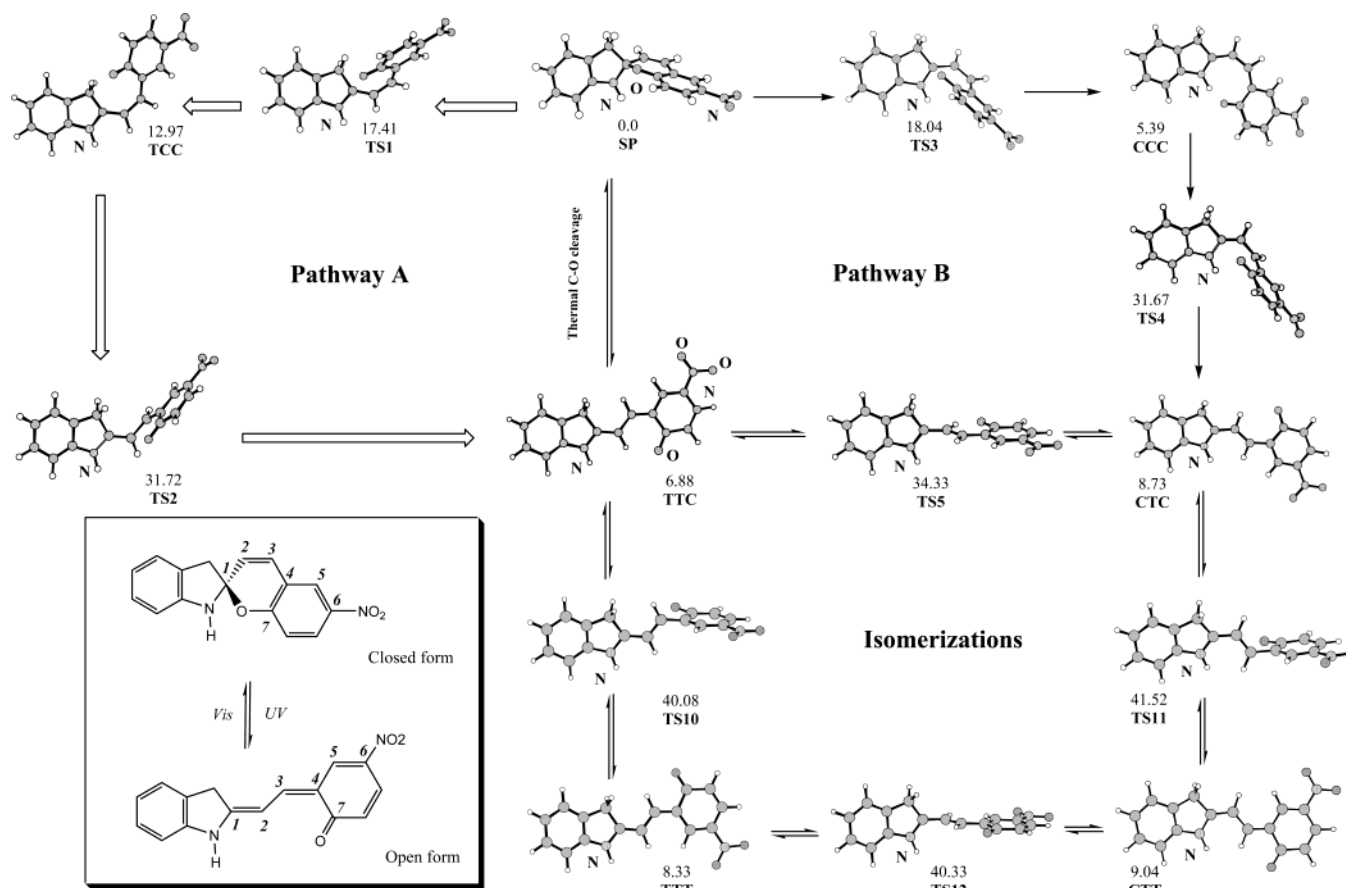 N
12.97
TCC
N
17.41
TS1
N
O
N
0.0
SP
N
18.04
TS3
N
5.39
CCC
Pathway A
Thermal C-O cleavage
Pathway B
N
31.67
TS4
N
31.72
TS2
O
O
N
N
O
6.88
TTC
N
34.33
TS5
N
8.73
CTC
1
2
3
4
5
6
7
O
N
H
NO₂
Closed form
Vis
UV
NO2
1
2
3
4
5
6
7
N
H
O
Open form
N
40.08
TS10
Isomerizations
N
41.52
TS11
N
8.33
TTT
N
40.33
TS12
N
9.04
CTT